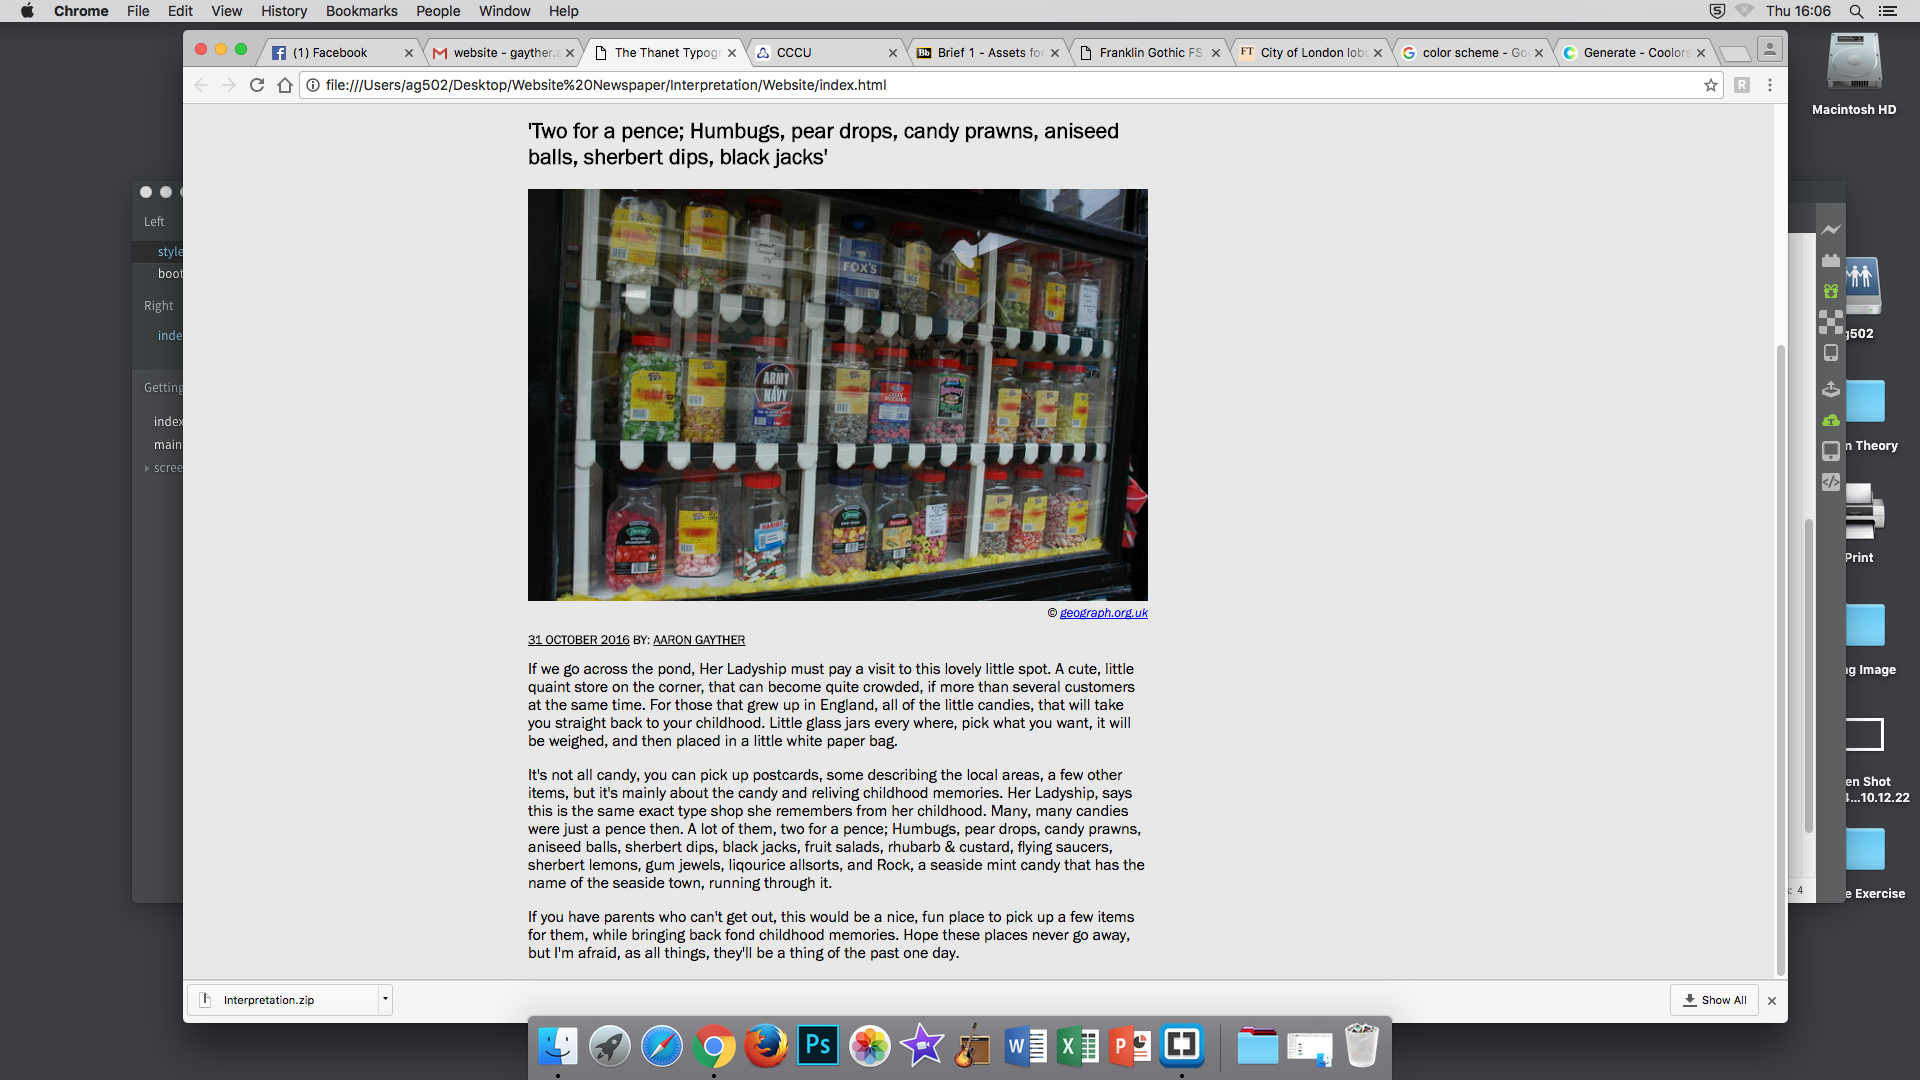 Chrome File Edit View History Bookmarks People Window Help
Thu 16:06
(1) Facebook
website - gayther.a
The Thanet Typogr
CCCU
Brief 1 - Assets for
Franklin Gothic FS
City of London lobb
color scheme - Go
Generate - Coolors
file:///Users/ag502/Desktop/Website%20Newspaper/Interpretation/Website/index.html
Macintosh HD
Left
style
boot
Right
inde
Getting
index
main
scree
'Two for a pence; Humbugs, pear drops, candy prawns, aniseed
balls, sherbert dips, black jacks'
FOX'S
ARMY
NAVY
HARIBO
© geograph.org.uk
31 OCTOBER 2016 BY: AARON GAYTHER
If we go across the pond, Her Ladyship must pay a visit to this lovely little spot. A cute, little
quaint store on the corner, that can become quite crowded, if more than several customers
at the same time. For those that grew up in England, all of the little candies, that will take
you straight back to your childhood. Little glass jars every where, pick what you want, it will
be weighed, and then placed in a little white paper bag.
It's not all candy, you can pick up postcards, some describing the local areas, a few other
items, but it's mainly about the candy and reliving childhood memories. Her Ladyship, says
this is the same exact type shop she remembers from her childhood. Many, many candies
were just a pence then. A lot of them, two for a pence; Humbugs, pear drops, candy prawns,
aniseed balls, sherbert dips, black jacks, fruit salads, rhubarb & custard, flying saucers,
sherbert lemons, gum jewels, liqourice allsorts, and Rock, a seaside mint candy that has the
name of the seaside town, running through it.
If you have parents who can't get out, this would be a nice, fun place to pick up a few items
for them, while bringing back fond childhood memories. Hope these places never go away,
but I'm afraid, as all things, they'll be a thing of the past one day.
g502
n Theory
Print
ng Image
en Shot
4...10.12.22
: 4
e Exercise
Interpretation.zip
Show All
Ps